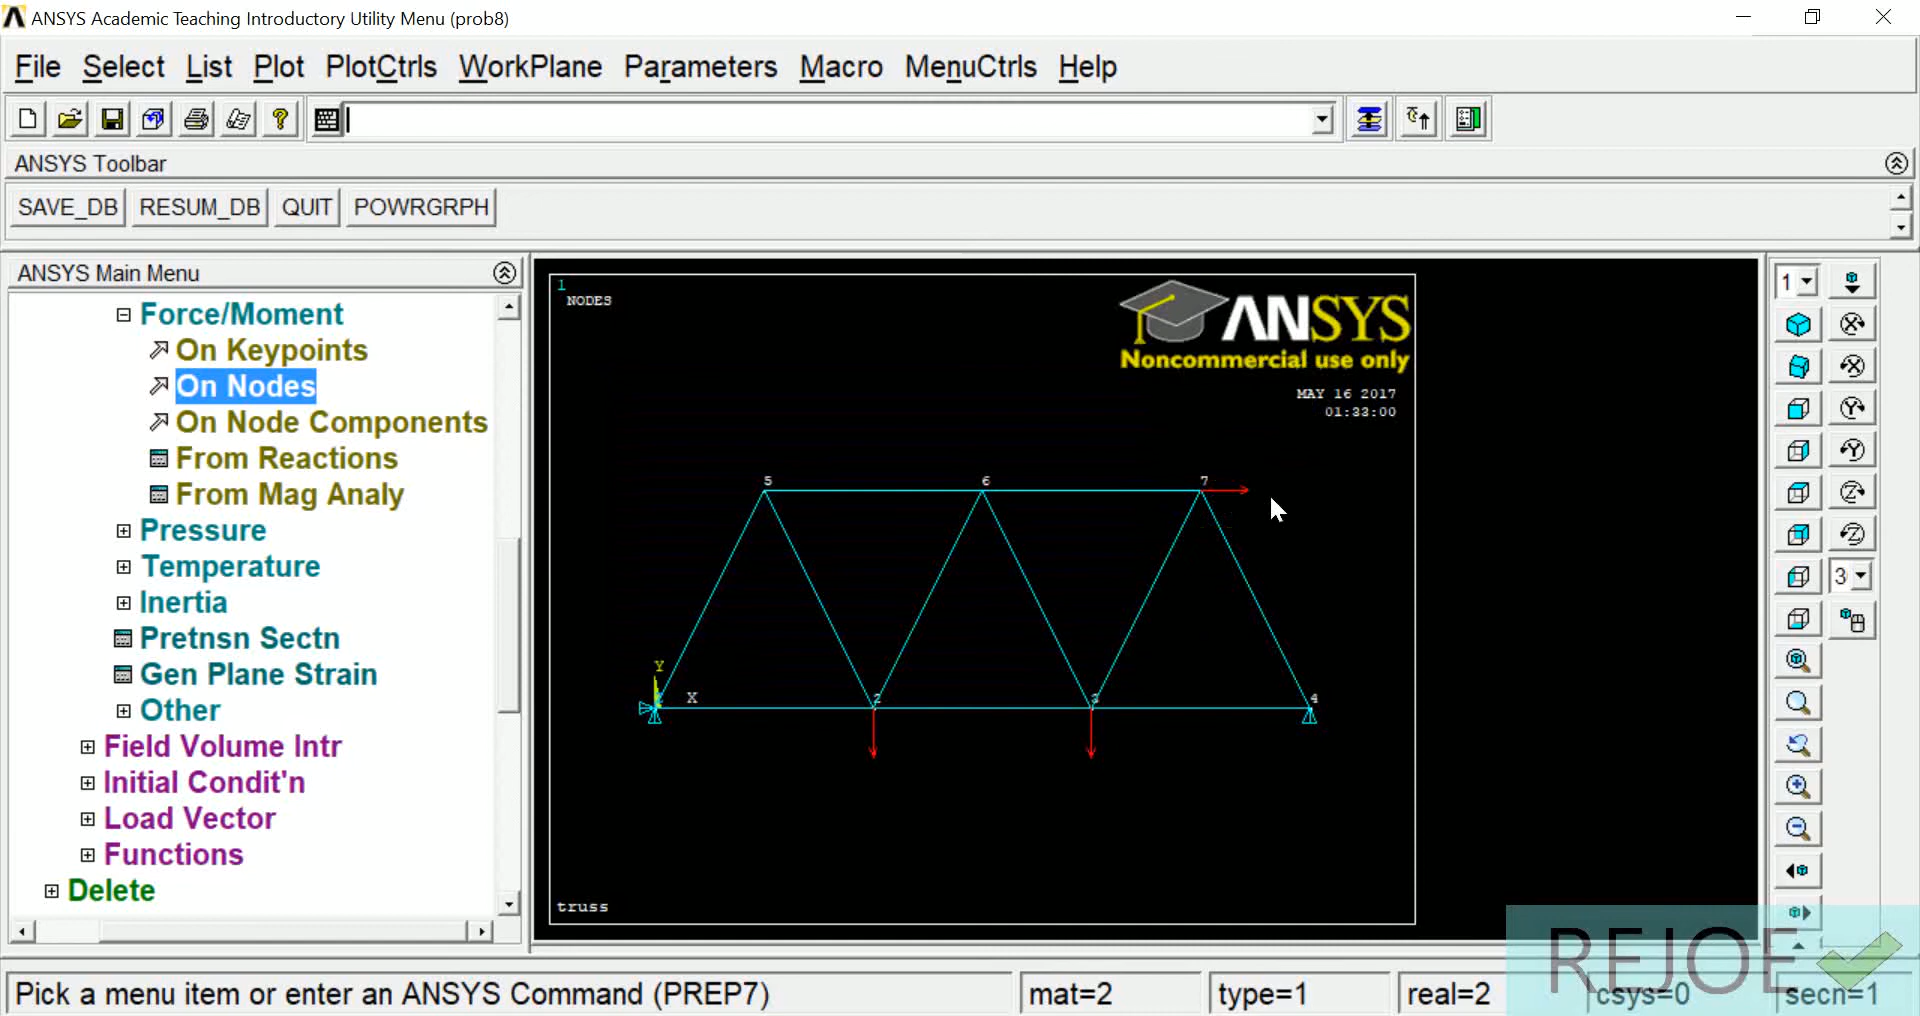 ANSYS Academic Teaching Introductory Utility Menu (prob8)
File Select List Plot PlotCtrls WorkPlane Parameters Macro MenuCtrls Help
ANSYS Toolbar
SAVE_DB RESUM_DB QUIT POWRGRPH
ANSYS Main Menu
Force/Moment
On Keypoints
On Nodes
On Node Components
From Reactions
From Mag Analy
Pressure
Temperature
Inertia
Pretnsn Sectn
Gen Plane Strain
Other
Field Volume Intr
Initial Condit'n
Load Vector
Functions
Delete
1
NODES
ANSYS
Noncommercial use only
MAY 16 2017
01:33:00
5 6 7
Y
X 2 3 4
truss
1
X
X
Y
Y
Z
Z
3
REJOE
Pick a menu item or enter an ANSYS Command (PREP7)
mat=2
type=1
real=2
csys=0
secn=1